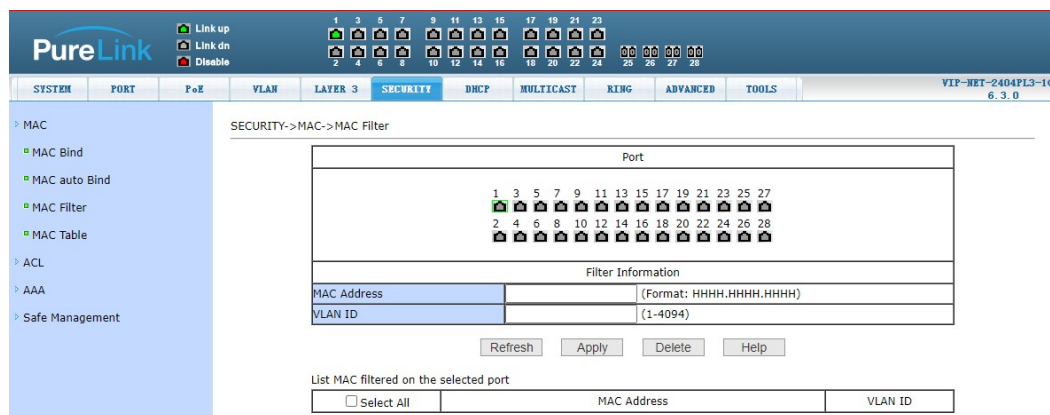 PureLink
Link up
Link dn
Disable
1 3 5 7 9 11 13 15 17 19 21 23
2 4 6 8 10 12 14 16 18 20 22 24 25 26 27 28
SYSTEM PORT PoE VLAN LAYER 3 SECURITY DHCP MULTICAST RING ADVANCED TOOLS
VIP-NET-2404PL3-1
6.3.0
MAC
MAC Bind
MAC auto Bind
MAC Filter
MAC Table
ACL
AAA
Safe Management
SECURITY->MAC->MAC Filter
Port
1 3 5 7 9 11 13 15 17 19 21 23 25 27
2 4 6 8 10 12 14 16 18 20 22 24 26 28
Filter Information
MAC Address (Format: HHHH.HHHH.HHHH)
VLAN ID (1-4094)
Refresh Apply Delete Help
List MAC filtered on the selected port
Select All MAC Address VLAN ID